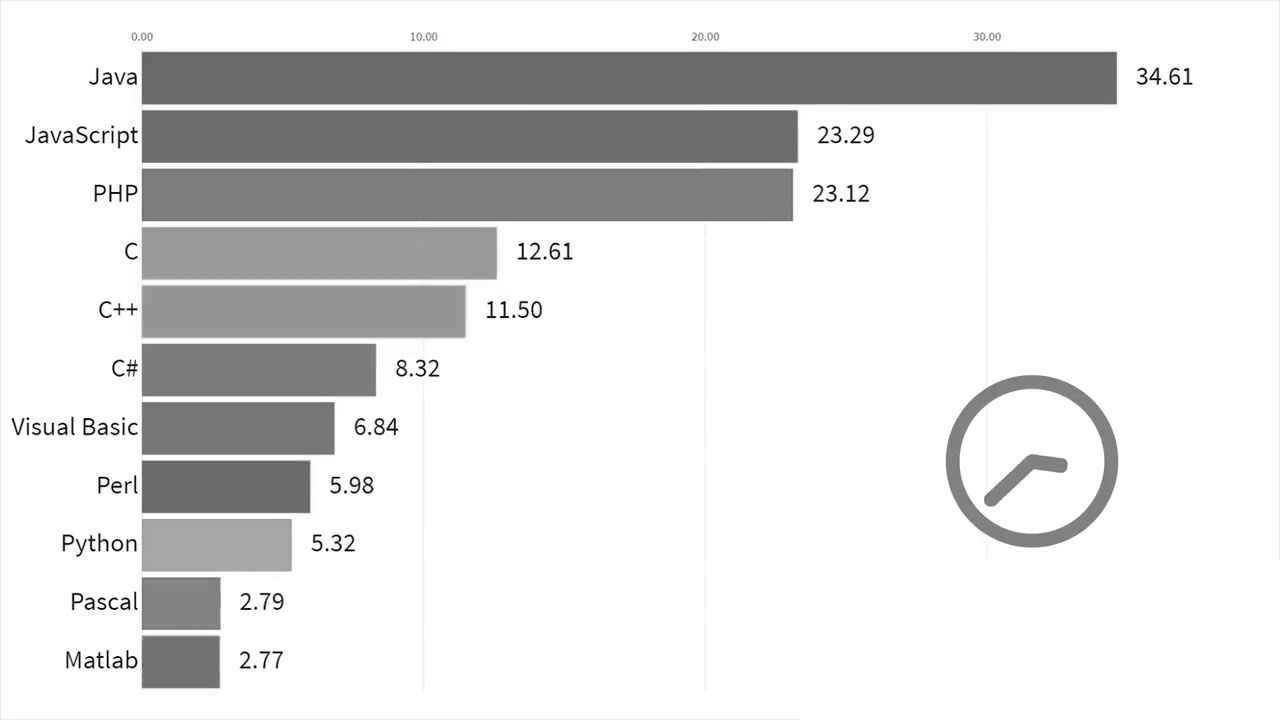 0.00 10.00 20.00 30.00
Java 34.61
JavaScript 23.29
PHP 23.12
C 12.61
C++ 11.50
C# 8.32
Visual Basic 6.84
Perl 5.98
Python 5.32
Pascal 2.79
Matlab 2.77